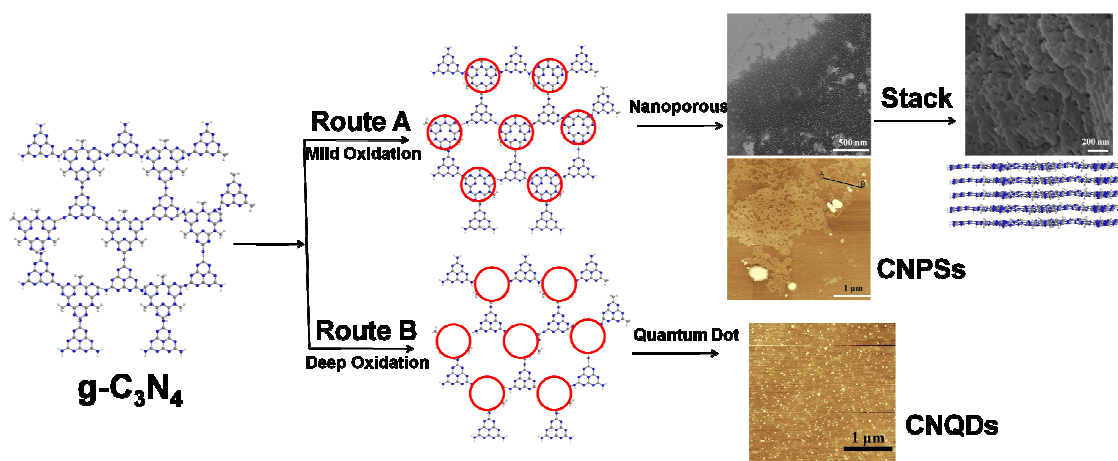 g-C₃N₄
Route A
Mild Oxidation
Route B
Deep Oxidation
Nanoporous
500 nm
Stack
200 nm
A
B
1 μm
CNPSs
Quantum Dot
1 μm
CNQDs